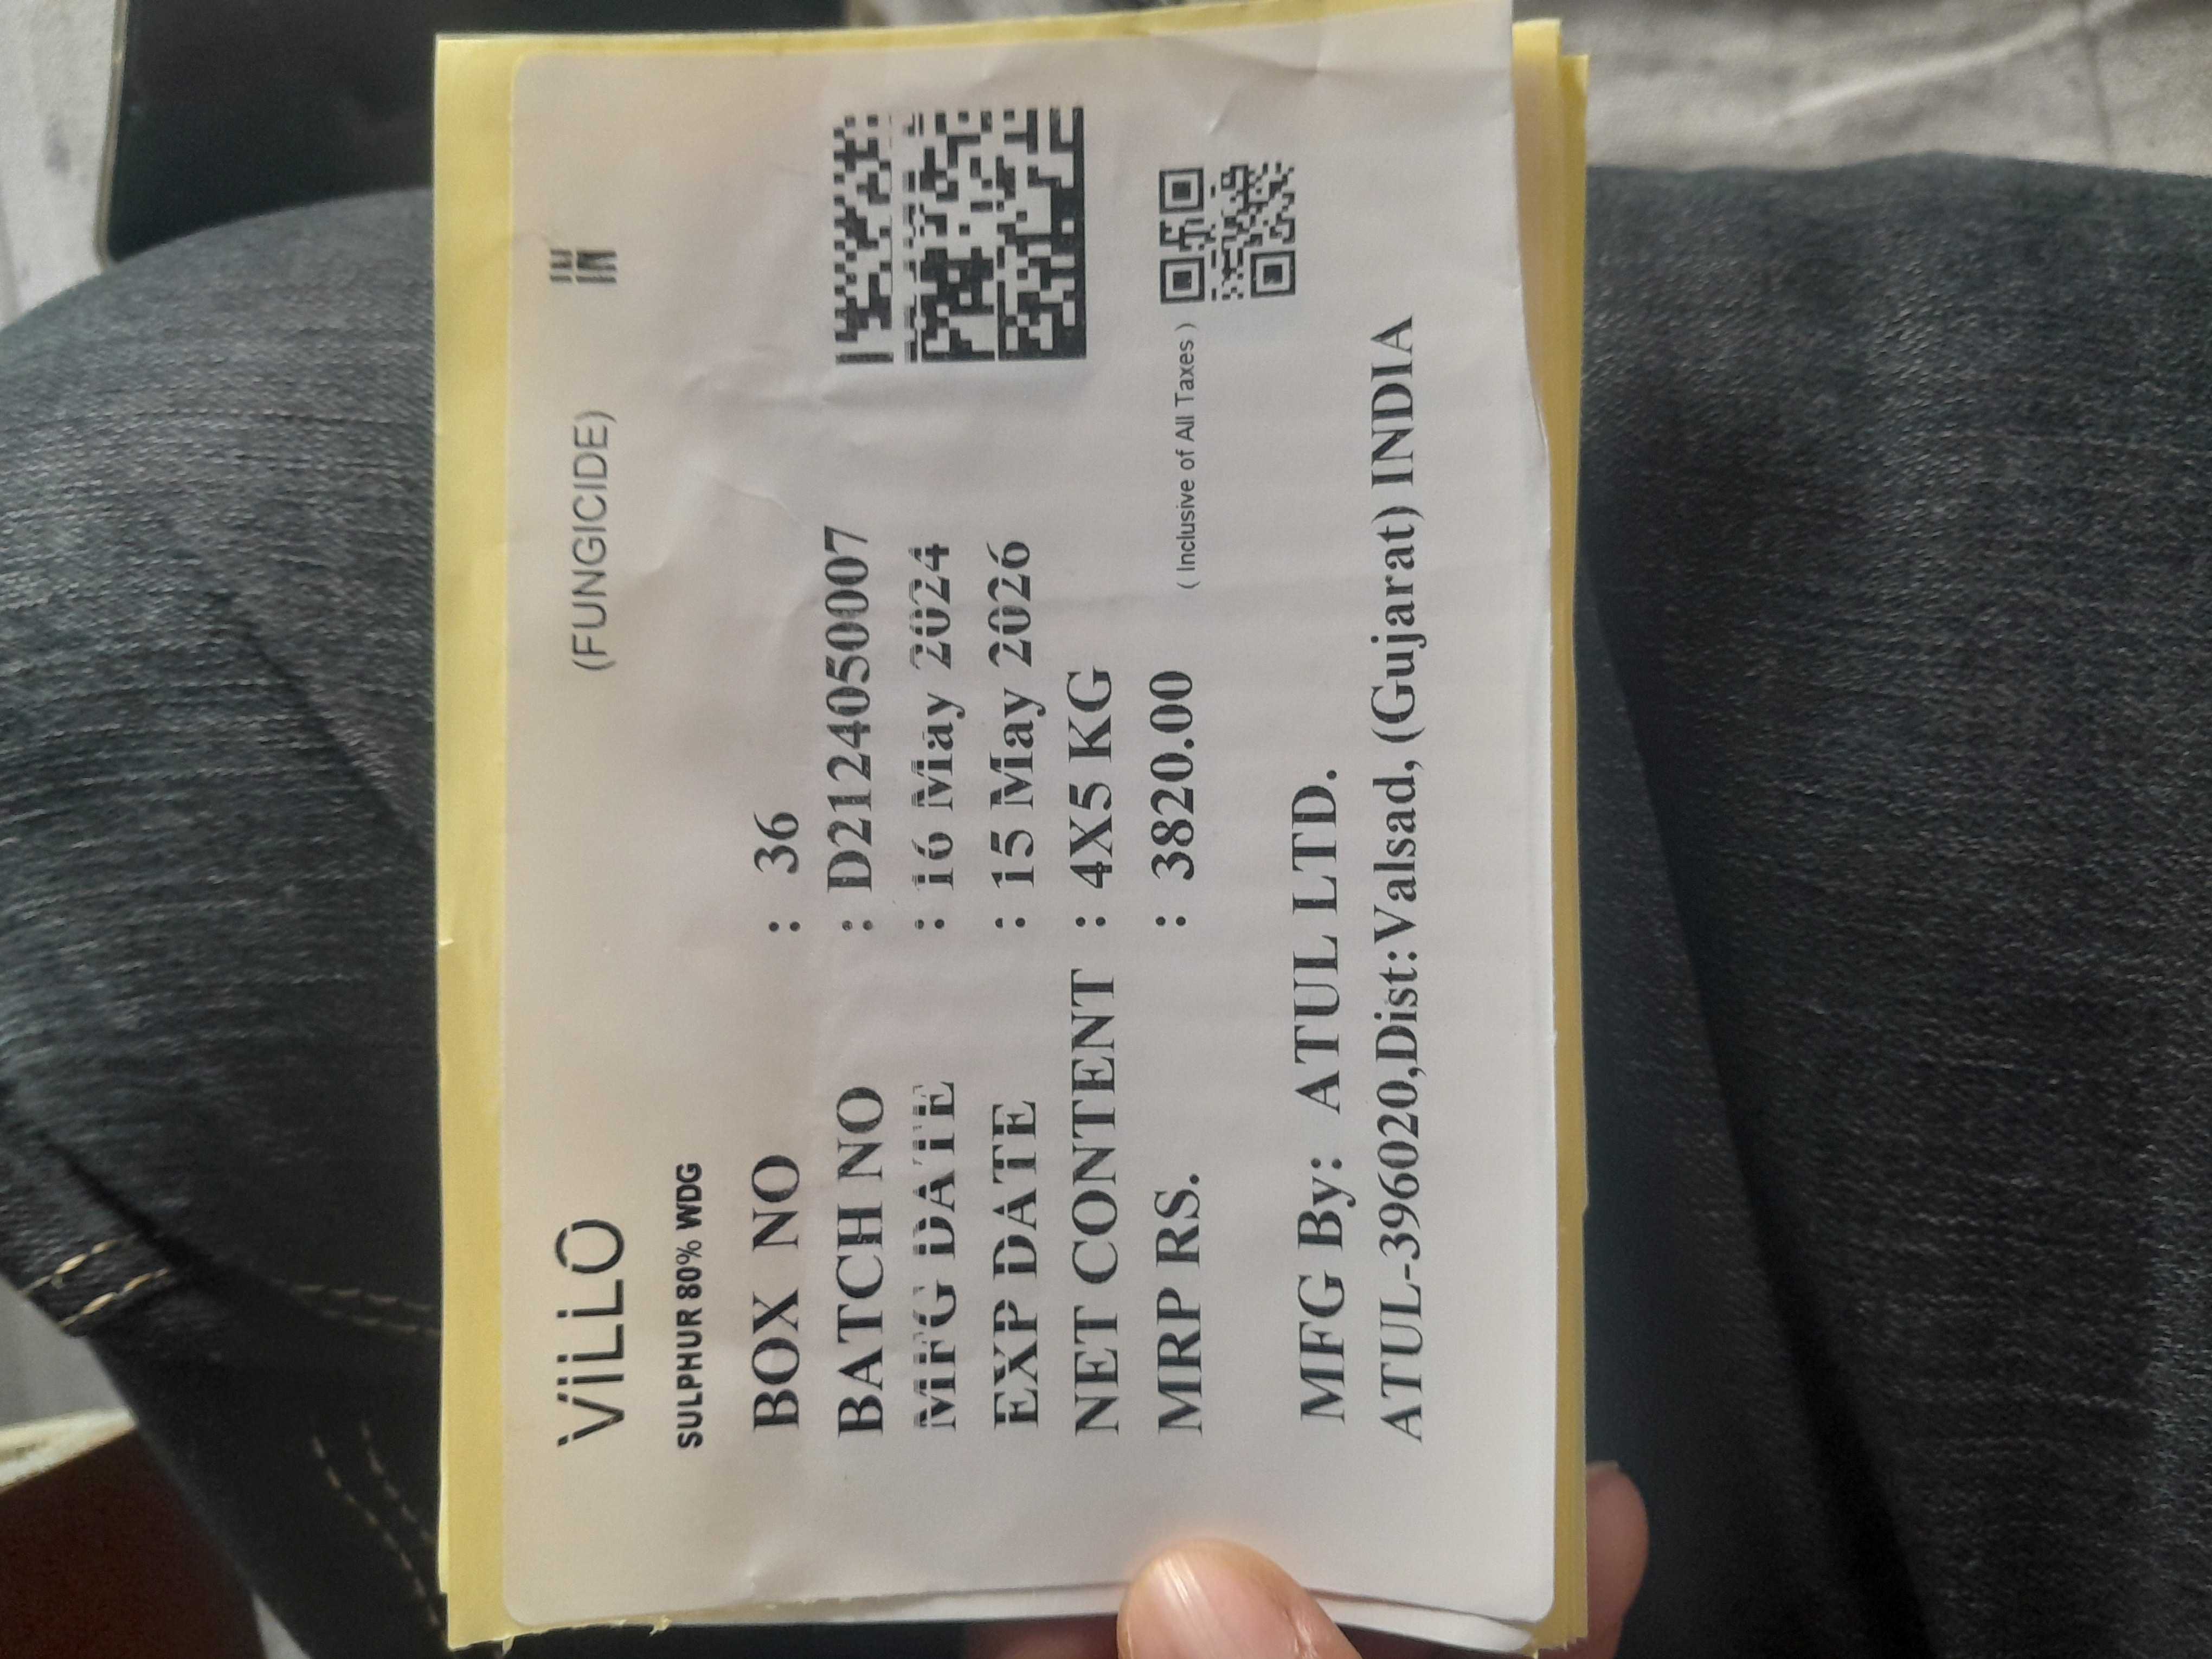 ViLLO (FUNGICIDE)
SULPHUR 80% WDG
BOX NO : 36
BATCH NO : D2124050007
MFG DATE : 16 May 2024
EXP DATE : 15 May 2026
NET CONTENT : 4X5 KG
MRP RS. : 3820.00 ( Inclusive of All Taxes )
MFG By: ATUL LTD.
ATUL-396020,Dist:Valsad, (Gujarat) INDIA